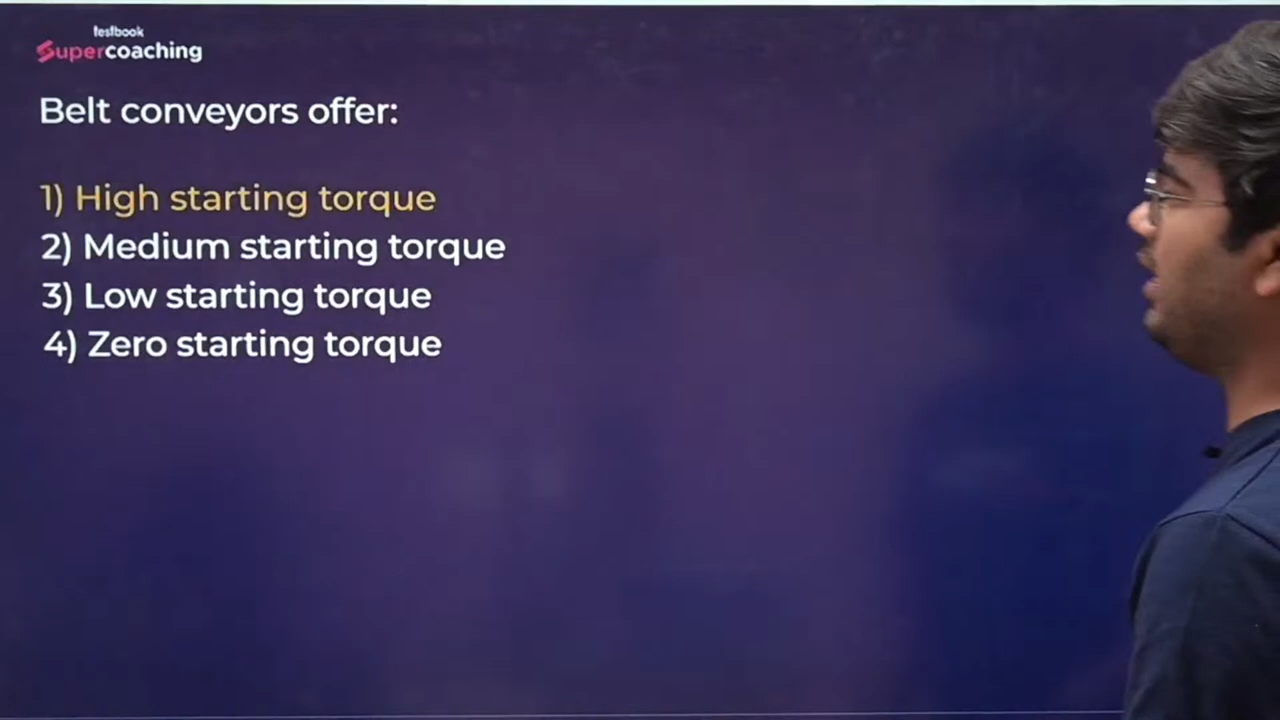 testbook
Supercoaching
Belt conveyors offer:
1) High starting torque
2) Medium starting torque
3) Low starting torque
4) Zero starting torque